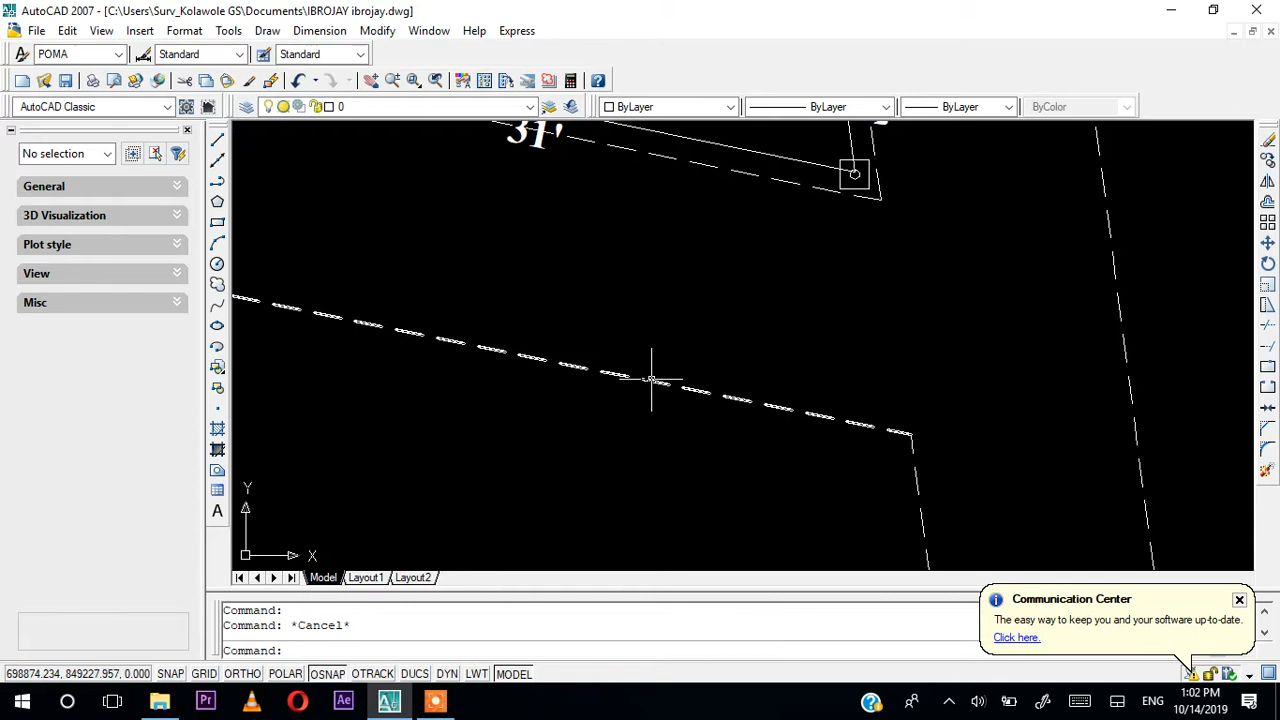 AutoCAD 2007 - [C:\Users\Surv_Kolawole GS\Documents\IBROJAY ibrojay.dwg]
File Edit View Insert Format Tools Draw Dimension Modify Window Help Express
POMA Standard Standard
AutoCAD Classic 0 ByLayer ByLayer ByLayer ByColor
No selection
General
3D Visualization
Plot style
View
Misc
31'
A
Y
X
Model Layout1 Layout2
Command:
Command: *Cancel*
Command:
Communication Center
The easy way to keep you and your software up-to-date.
Click here.
698874.234, 849227.957, 0.000 SNAP GRID ORTHO POLAR OSNAP OTRACK DUCS DYN LWT MODEL
Pr Ae ENG 1:02 PM
10/14/2019